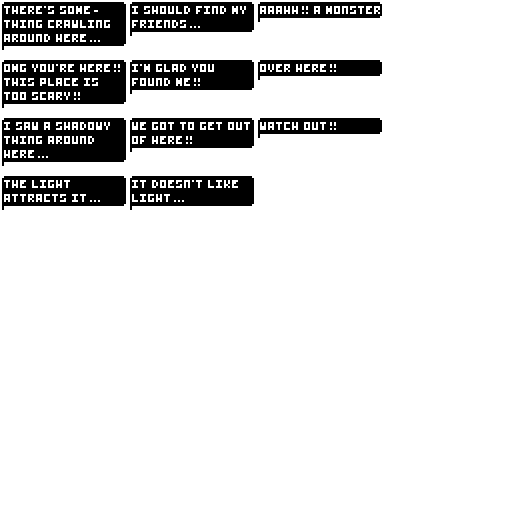 THERE'S SOME-
THING CRAWLING
AROUND HERE...
I SHOULD FIND MY
FRIENDS...
AAAHH!! A MONSTER
OMG YOU'RE HERE!!
THIS PLACE IS
TOO SCARY!!
I'M GLAD YOU
FOUND ME!!
OVER HERE!!
I SAW A SHADOWY
THING AROUND
HERE...
WE GOT TO GET OUT
OF HERE!!
WATCH OUT!!
THE LIGHT
ATTRACTS IT...
IT DOESN'T LIKE
LIGHT...